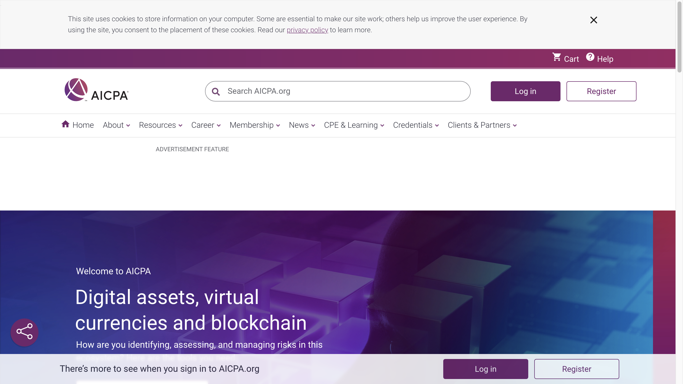 This site uses cookies to store information on your computer. Some are essential to make our site work; others help us improve the user experience. By
using the site, you consent to the placement of these cookies. Read our privacy policy to learn more.
Cart Help
AICPA
Search AICPA.org
Log in
Register
Home About Resources Career Membership News CPE & Learning Credentials Clients & Partners
ADVERTISEMENT FEATURE
Welcome to AICPA
Digital assets, virtual
currencies and blockchain
How are you identifying, assessing, and managing risks in this
There's more to see when you sign in to AICPA.org
Log in
Register